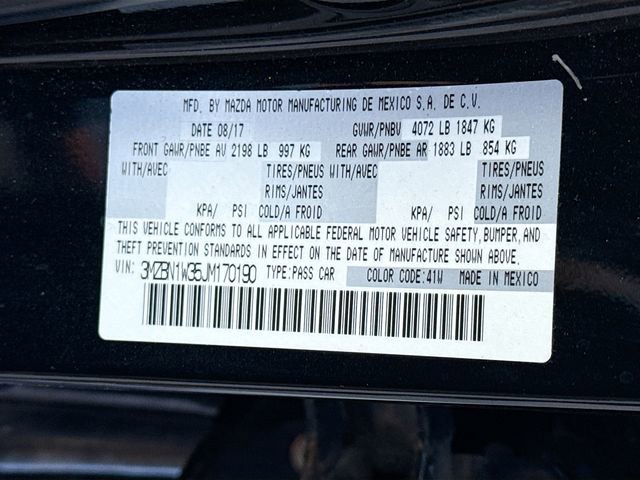 MFD. BY MAZDA MOTOR MANUFACTURING DE MEXICO S.A. DE C.V.
DATE 08/17 GVWR/PNBV 4072 LB 1847 KG
FRONT GAWR/PNBE AV 2198 LB 997 KG REAR GAWR/PNBE AR 1883 LB 854 KG
WITH/AVEC TIRES/PNEUS WITH/AVEC TIRES/PNEUS
RIMS/JANTES RIMS/JANTES
KPA/ PSI COLD/A FROID KPA/ PSI COLD/A FROID
THIS VEHICLE CONFORMS TO ALL APPLICABLE FEDERAL MOTOR VEHICLE SAFETY, BUMPER, AND
THEFT PREVENTION STANDARDS IN EFFECT ON THE DATE OF MANUFACTURE SHOWN ABOVE.
VIN: 3MZBN1W35JM170190 TYPE:PASS CAR COLOR CODE:41W MADE IN MEXICO